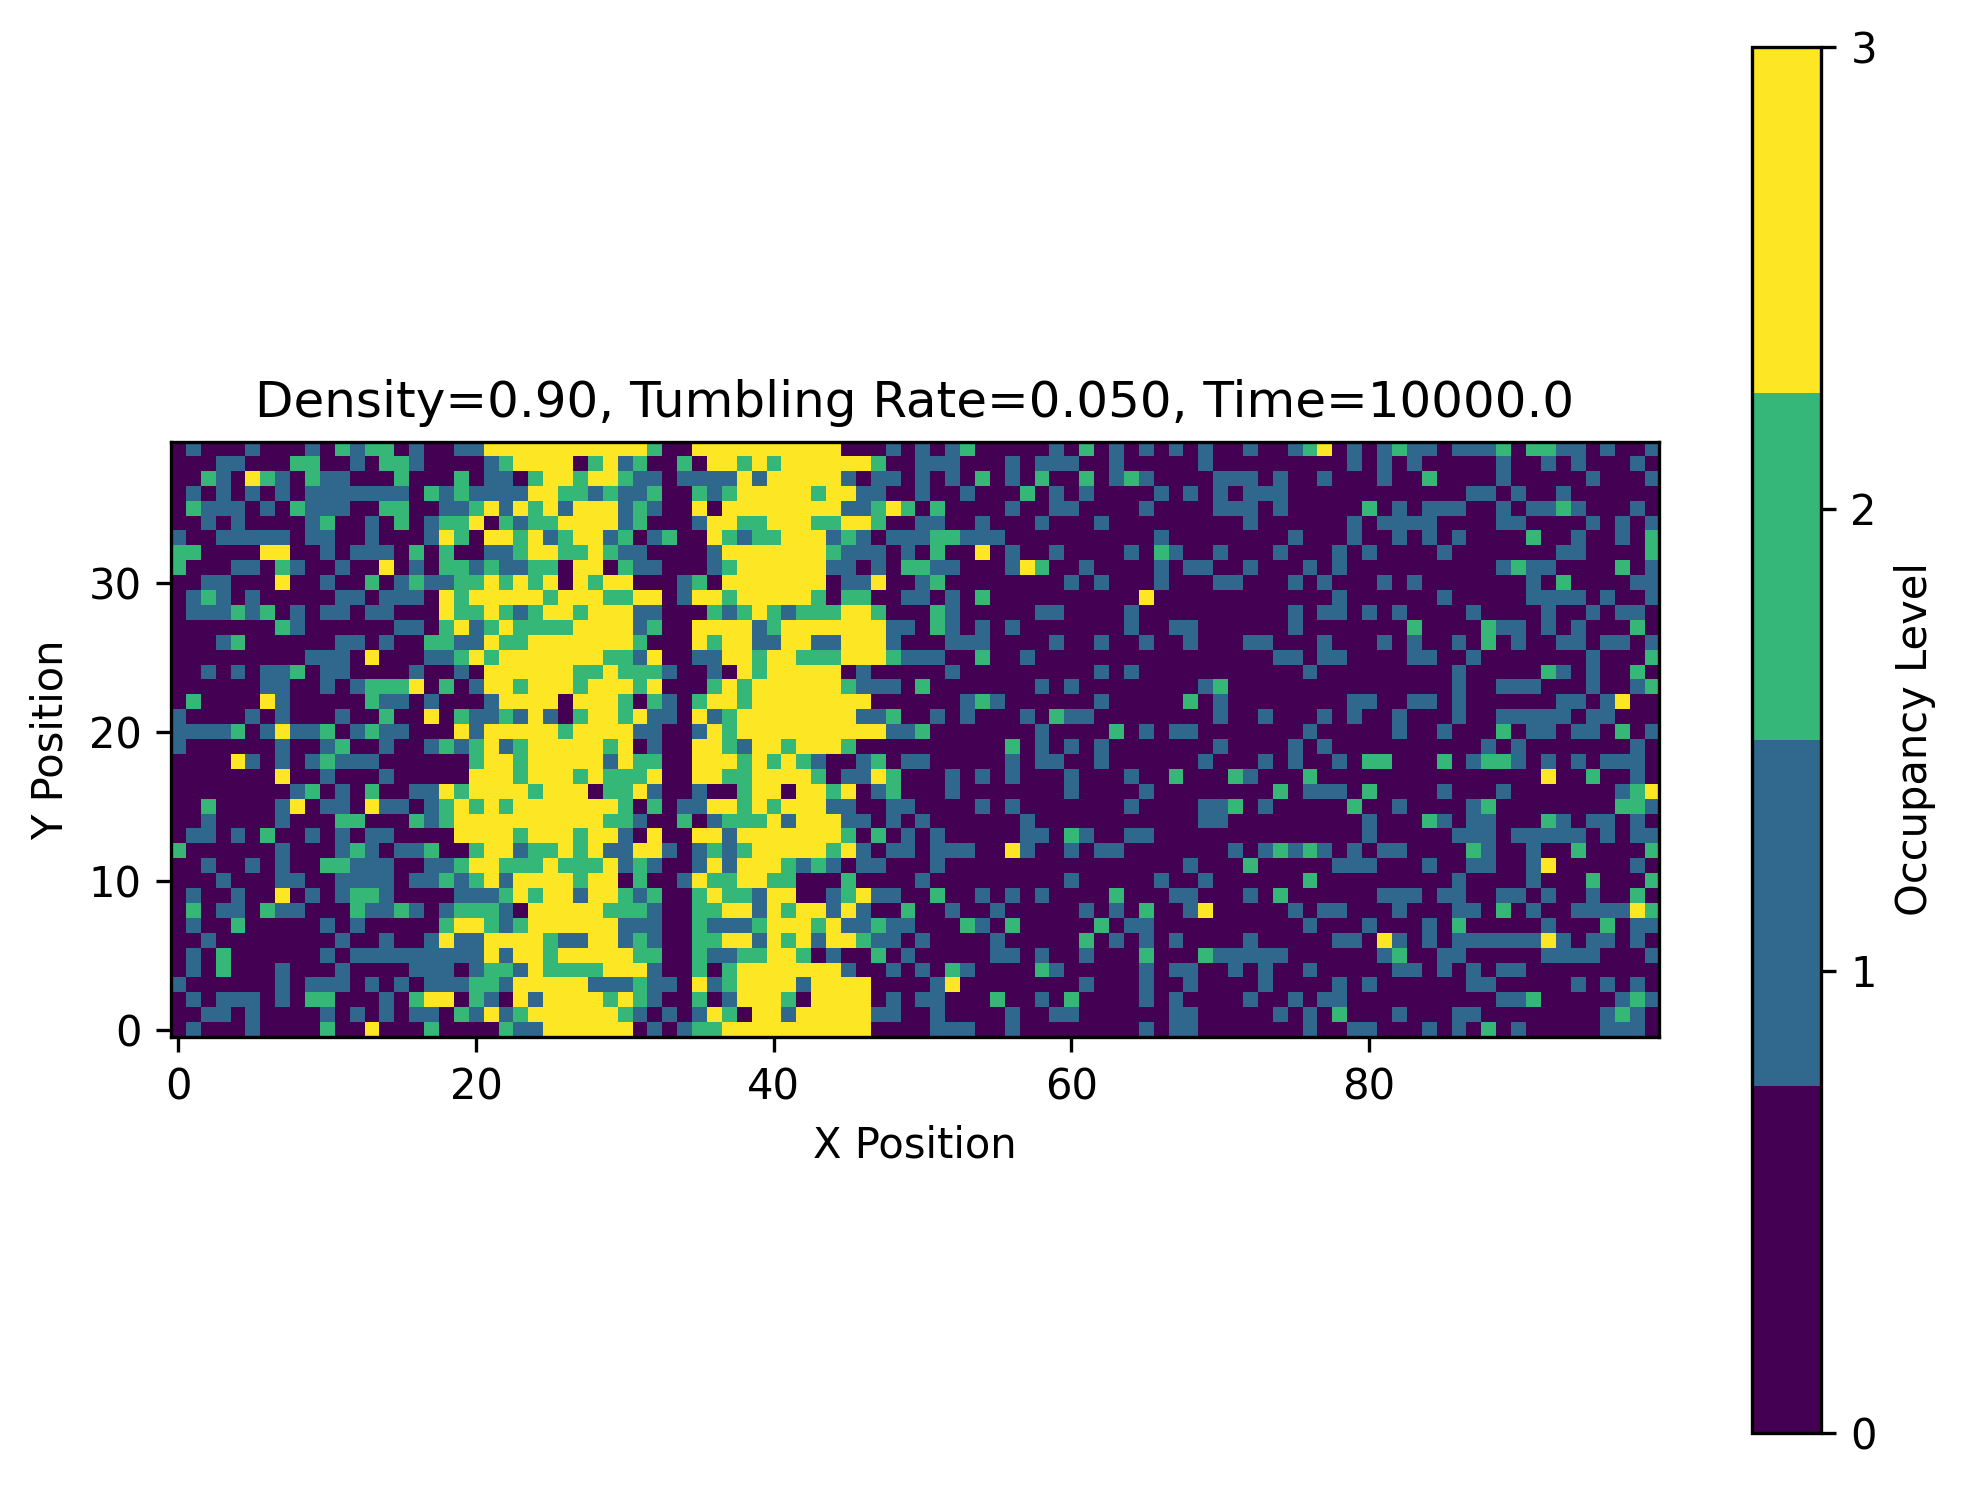 Density=0.90, Tumbling Rate=0.050, Time=10000.0
Y Position
30
20
10
0
0 20 40 60 80
X Position
3
2
1
0
Occupancy Level